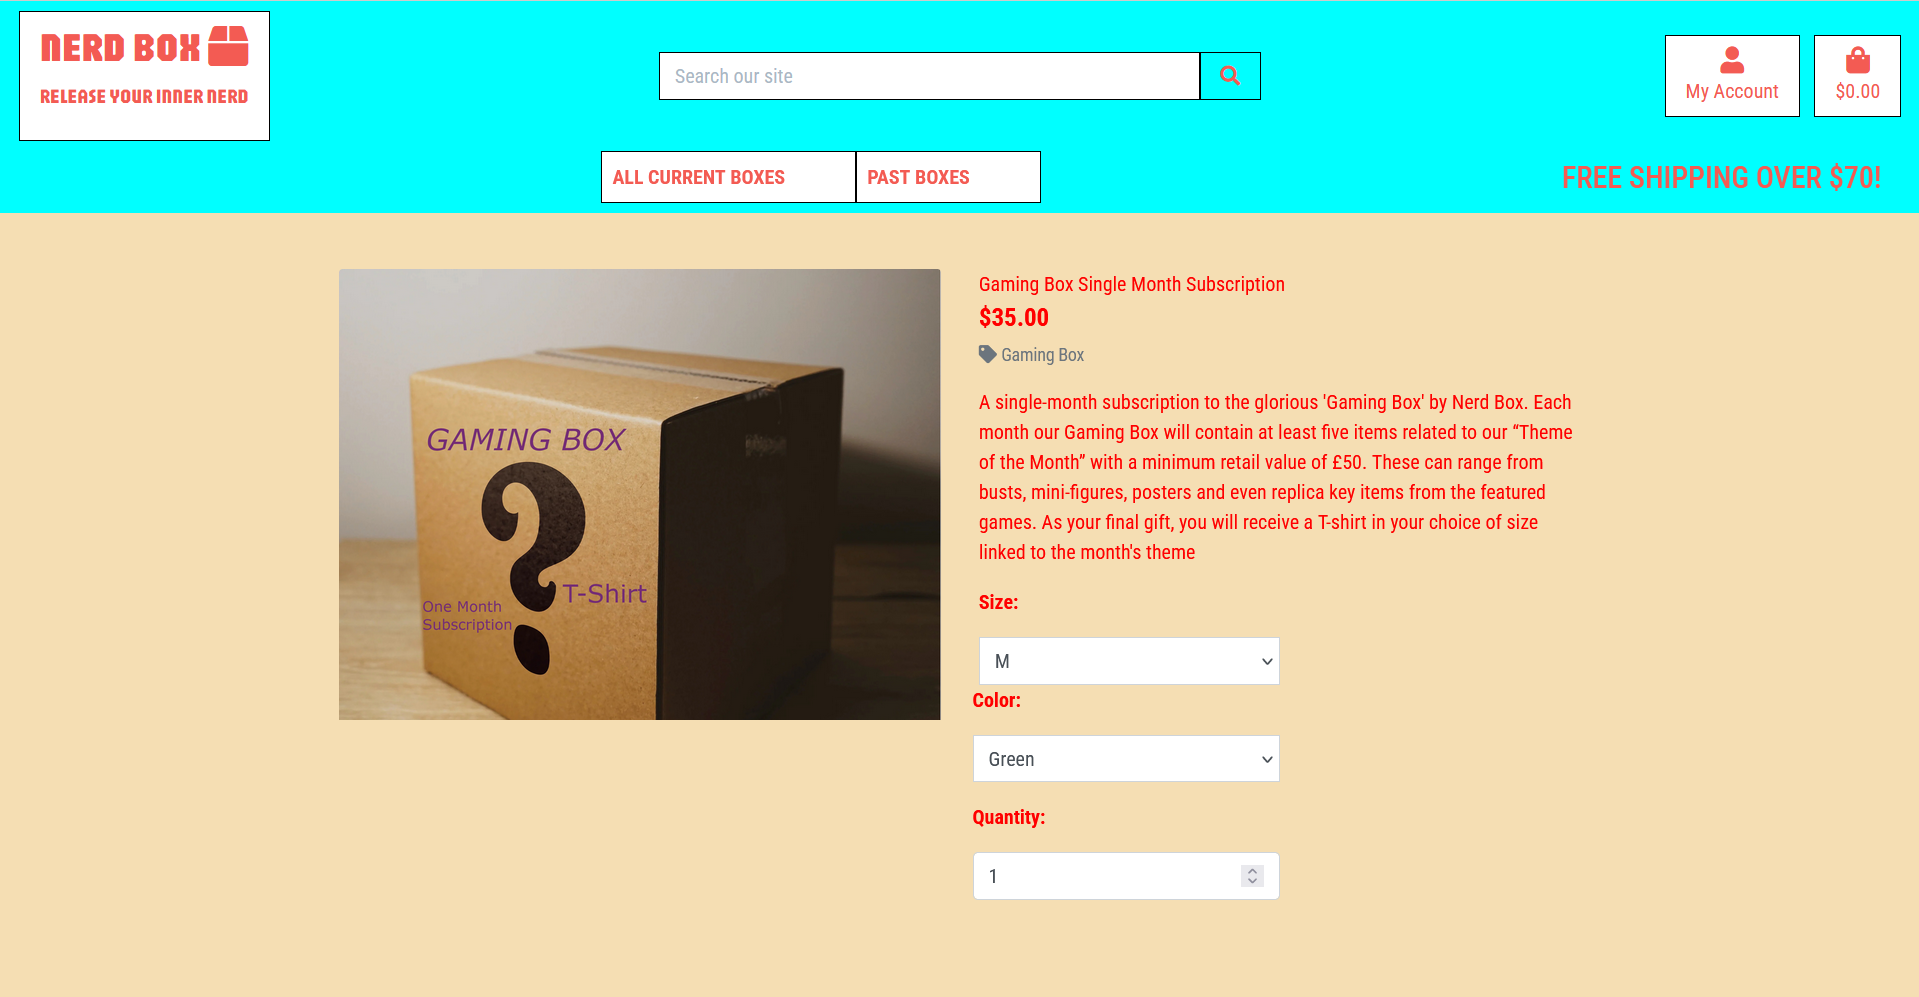 NERD BOX
RELEASE YOUR INNER NERD
Search our site
My Account
$0.00
ALL CURRENT BOXES
PAST BOXES
FREE SHIPPING OVER $70!
GAMING BOX
?
T-Shirt
One Month
Subscription
Gaming Box Single Month Subscription
$35.00
Gaming Box
A single-month subscription to the glorious 'Gaming Box' by Nerd Box. Each
month our Gaming Box will contain at least five items related to our “Theme
of the Month” with a minimum retail value of £50. These can range from
busts, mini-figures, posters and even replica key items from the featured
games. As your final gift, you will receive a T-shirt in your choice of size
linked to the month's theme
Size:
M
Color:
Green
Quantity:
1